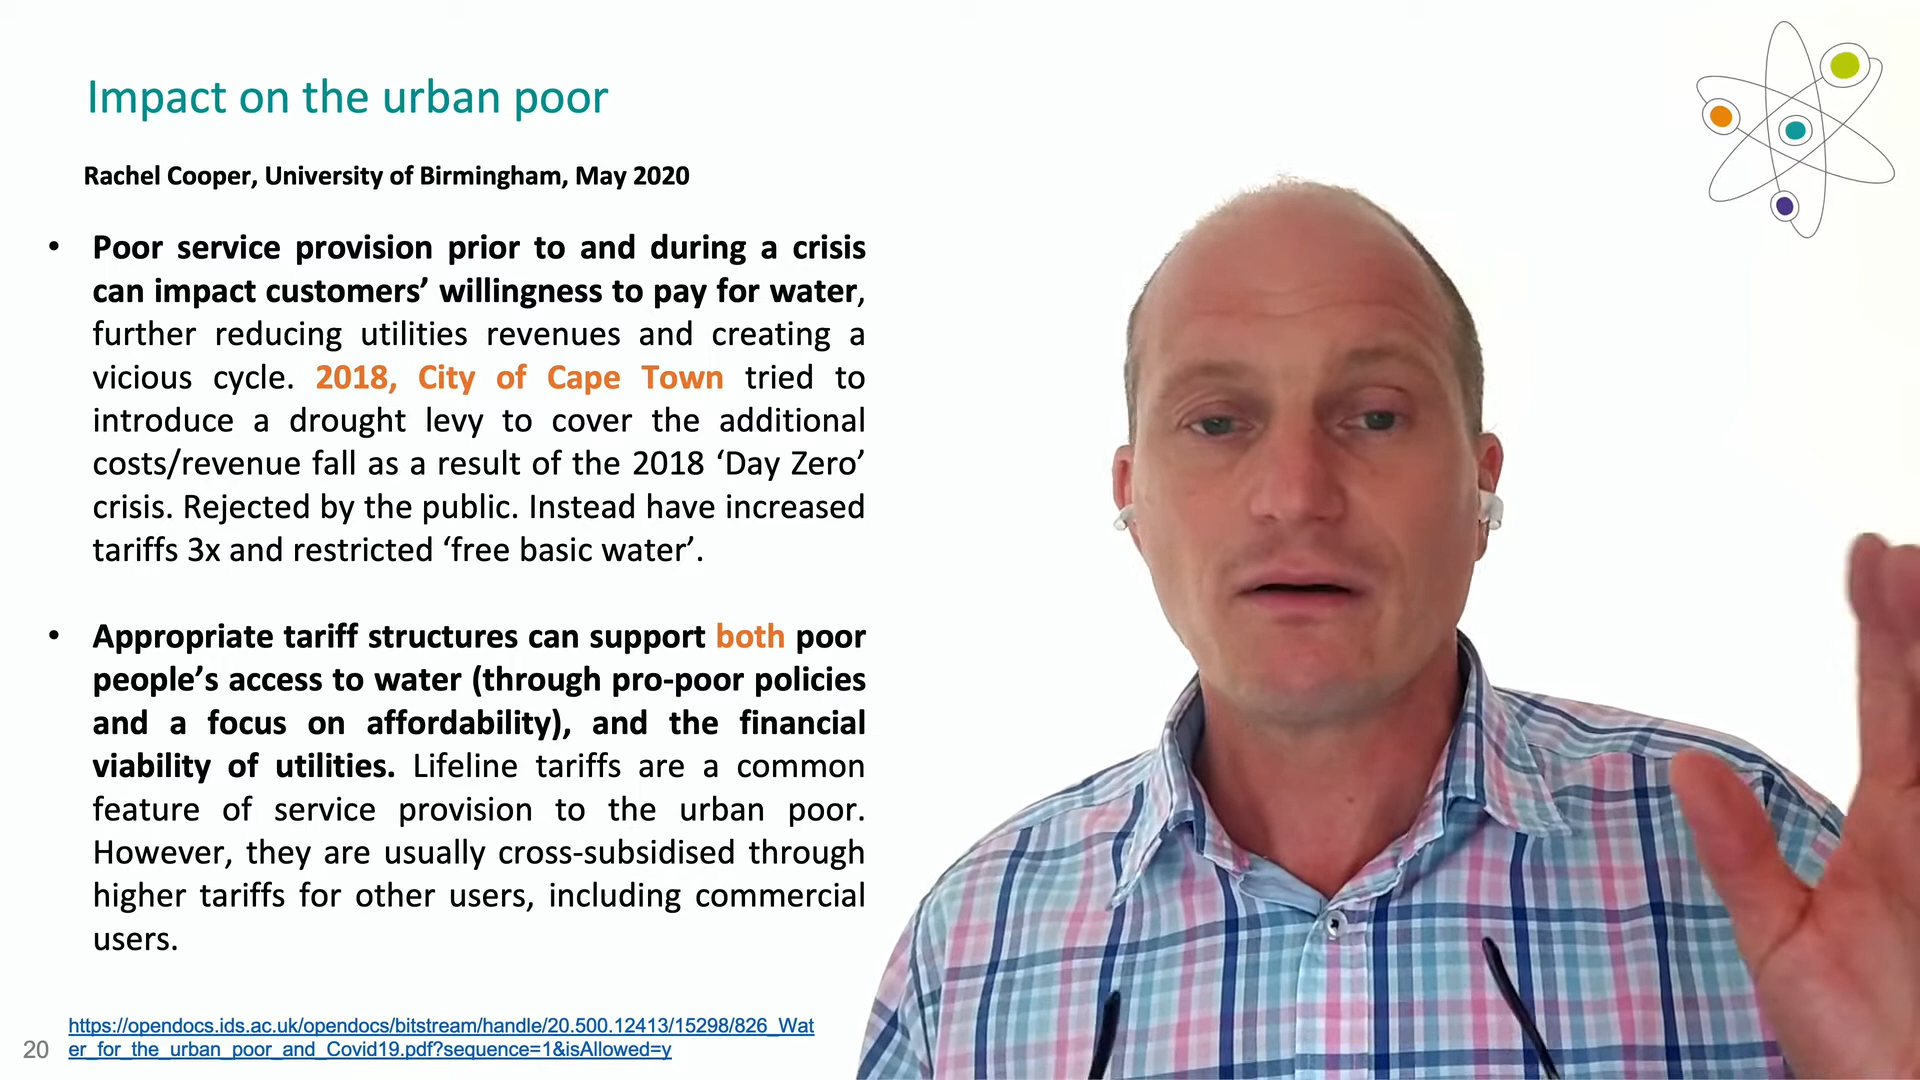 Impact on the urban poor
Rachel Cooper, University of Birmingham, May 2020
• Poor service provision prior to and during a crisis
can impact customers’ willingness to pay for water,
further reducing utilities revenues and creating a
vicious cycle. 2018, City of Cape Town tried to
introduce a drought levy to cover the additional
costs/revenue fall as a result of the 2018 ‘Day Zero’
crisis. Rejected by the public. Instead have increased
tariffs 3x and restricted ‘free basic water’.
• Appropriate tariff structures can support both poor
people’s access to water (through pro-poor policies
and a focus on affordability), and the financial
viability of utilities. Lifeline tariffs are a common
feature of service provision to the urban poor.
However, they are usually cross-subsidised through
higher tariffs for other users, including commercial
users.
https://opendocs.ids.ac.uk/opendocs/bitstream/handle/20.500.12413/15298/826_Wat
er_for_the_urban_poor_and_Covid19.pdf?sequence=1&isAllowed=y
20